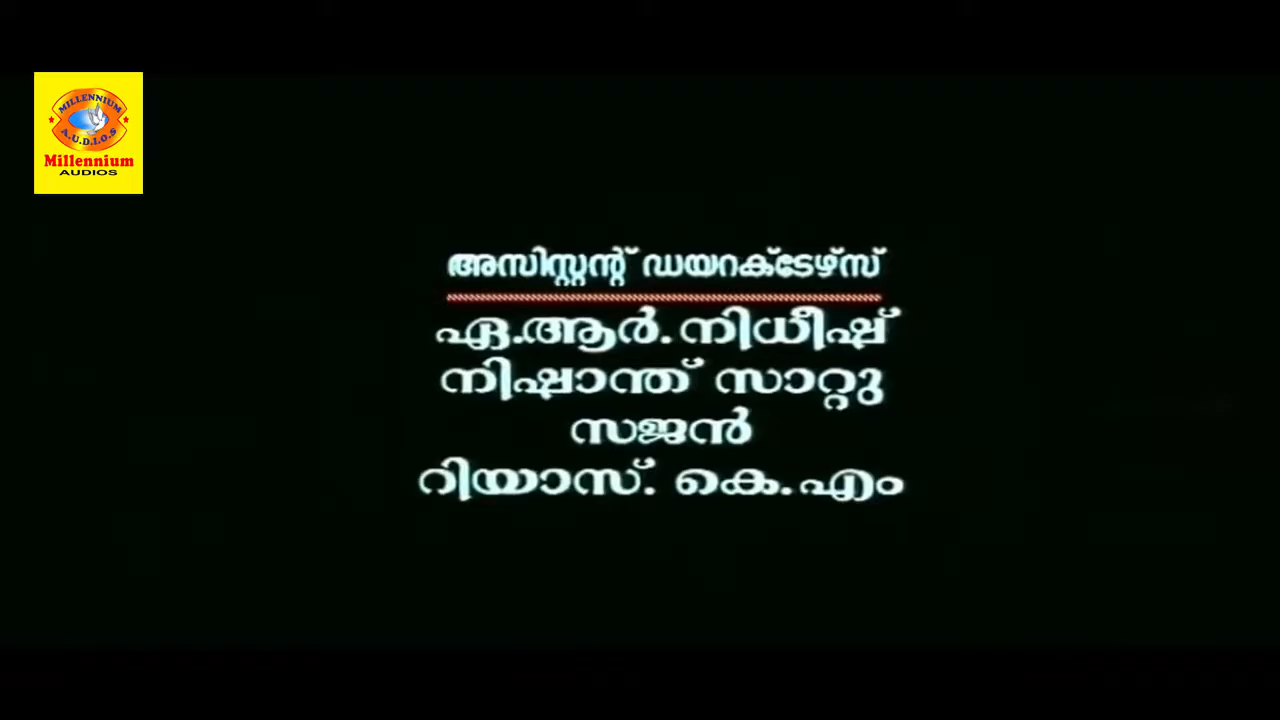 MILLENNIUM
A.U.D.I.O.S
Millennium
AUDIOS
അസിസ്റ്റന്റ് ഡയറക്ടേഴ്സ്
ഏ.ആർ. നിധീഷ്
നിഷാന്ത് സാറ്റു
സജൻ
റിയാസ്. കെ.എം